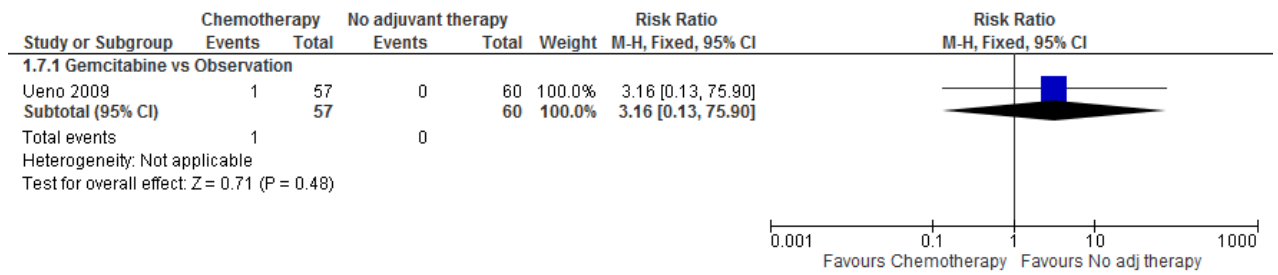 Chemotherapy No adjuvant therapy Risk Ratio Risk Ratio
Study or Subgroup Events Total Events Total Weight M-H, Fixed, 95% CI M-H, Fixed, 95% CI
1.7.1 Gemcitabine vs Observation
Ueno 2009 1 57 0 60 100.0% 3.16 [0.13, 75.90]
Subtotal (95% CI) 57 60 100.0% 3.16 [0.13, 75.90]
Total events 1 0
Heterogeneity: Not applicable
Test for overall effect: Z = 0.71 (P = 0.48)
0.001 0.1 1 10 1000
Favours Chemotherapy Favours No adj therapy